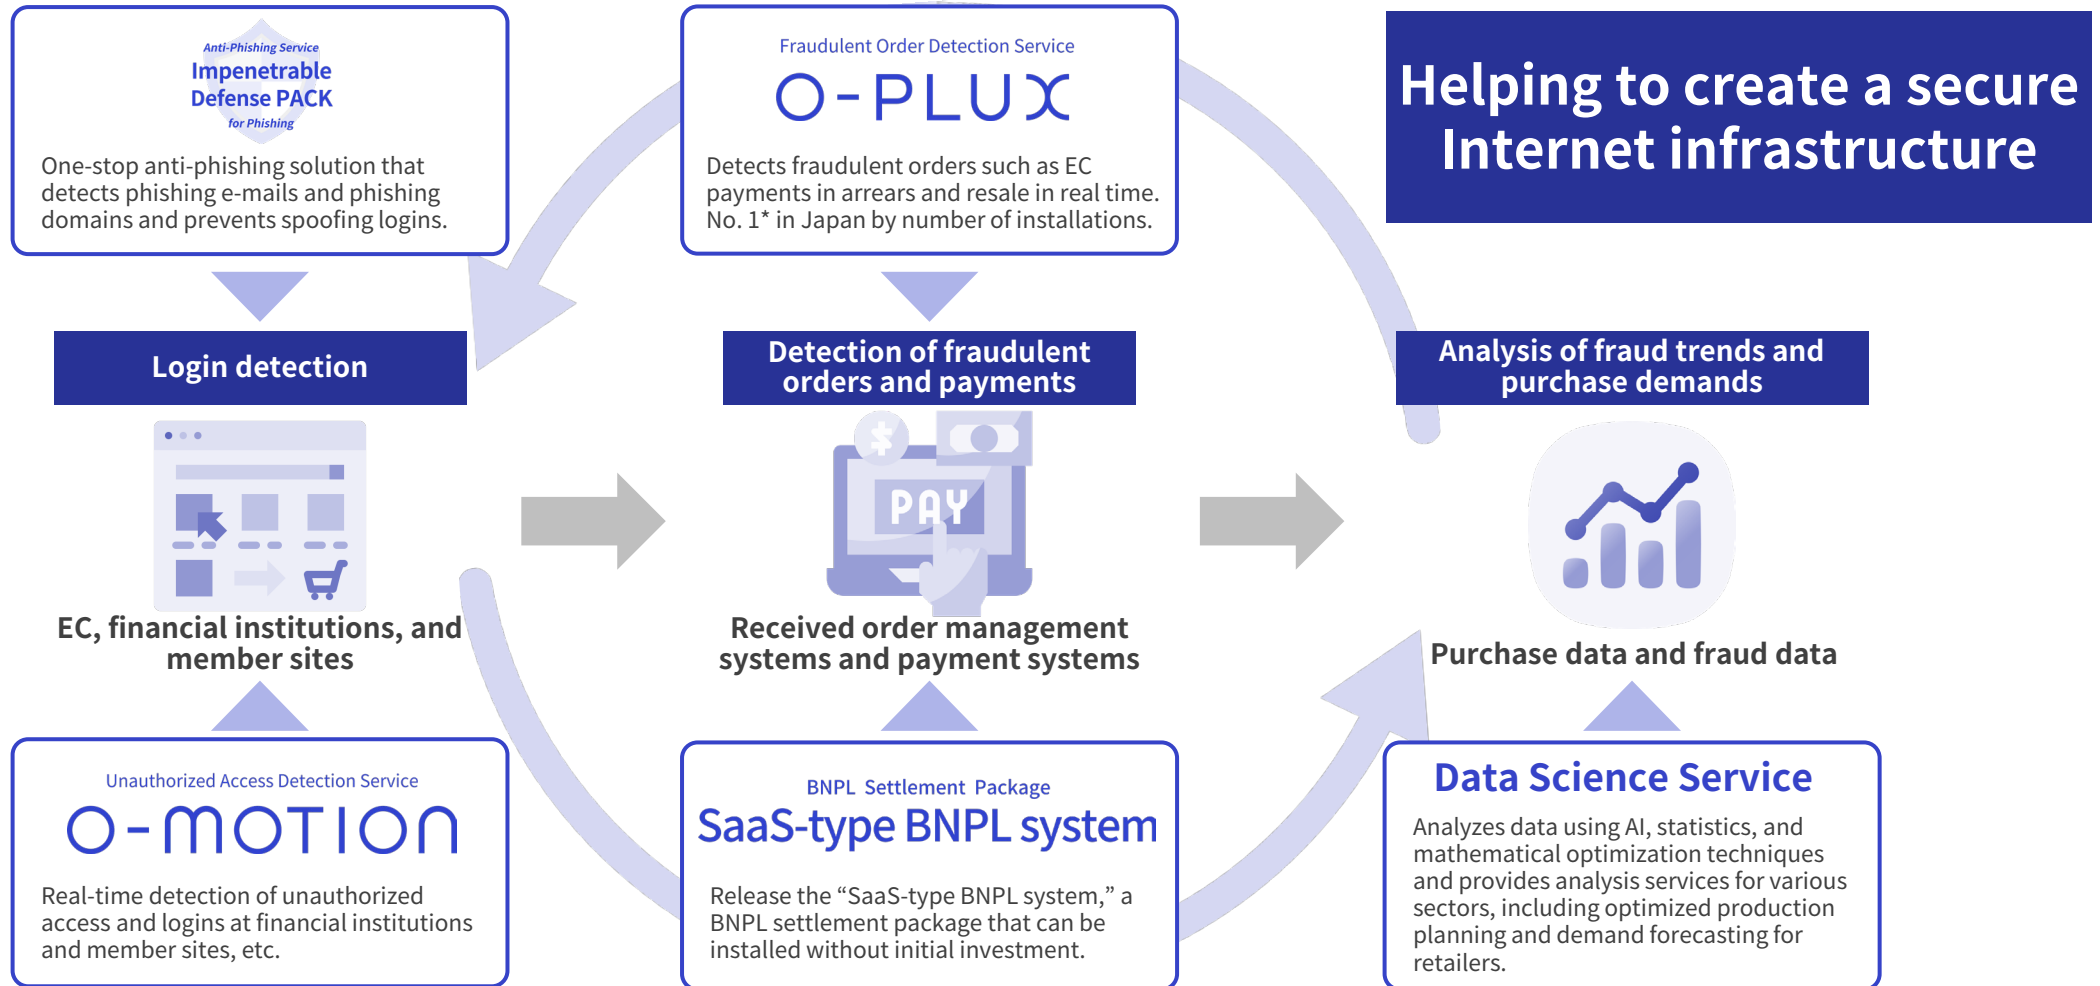 Anti-Phishing Service
Impenetrable
Defense PACK
for Phishing
One-stop anti-phishing solution that
detects phishing e-mails and phishing
domains and prevents spoofing logins.
Fraudulent Order Detection Service
O-PLUX
Detects fraudulent orders such as EC
payments in arrears and resale in real time.
No. 1* in Japan by number of installations.
Helping to create a secure
Internet infrastructure
Login detection
Detection of fraudulent
orders and payments
Analysis of fraud trends and
purchase demands
$
PAY
EC, financial institutions, and
member sites
Received order management
systems and payment systems
Purchase data and fraud data
Unauthorized Access Detection Service
O-MOTION
Real-time detection of unauthorized
access and logins at financial institutions
and member sites, etc.
BNPL Settlement Package
SaaS-type BNPL system
Release the “SaaS-type BNPL system,” a
BNPL settlement package that can be
installed without initial investment.
Data Science Service
Analyzes data using AI, statistics, and
mathematical optimization techniques
and provides analysis services for various
sectors, including optimized production
planning and demand forecasting for
retailers.